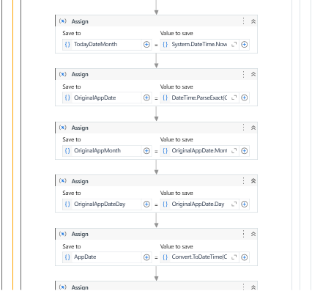 Assign
Save to Value to save
TodayDateMonth = System.DateTime.Now
Assign
Save to Value to save
OriginalAppDate = DateTime.ParseExact(
Assign
Save to Value to save
OriginalAppMonth = OriginalAppDate.Mon
Assign
Save to Value to save
OriginalAppDateDay = OriginalAppDate.Day
Assign
Save to Value to save
AppDate = Convert.ToDateTime(
Assign